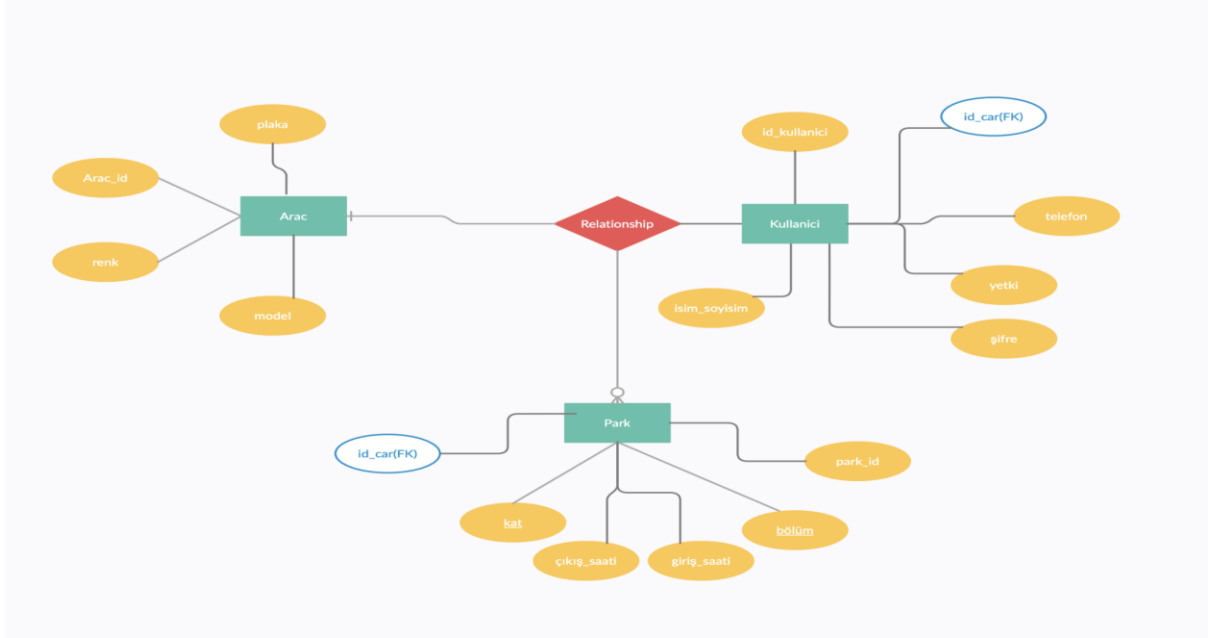 plaka
id_car(FK)
id_kullanici
Arac_id
Arac
Relationship
Kullanici
telefon
renk
yetki
isim_soyisim
model
şifre
Park
id_car(FK)
park_id
kat
bölüm
çıkış_saati
giriş_saati